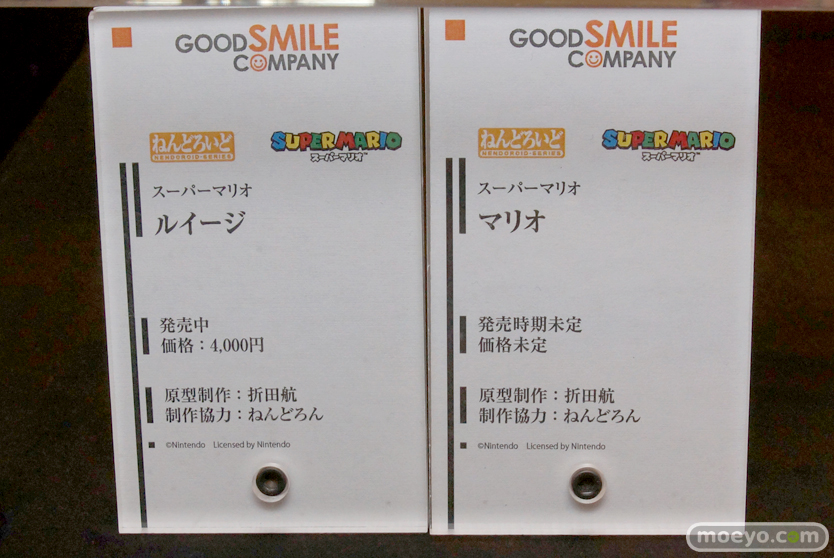 GOODSMILE
COMPANY
ねんどろいど
NENDOROID-SERIES
SUPER MARIO
スーパーマリオ™
スーパーマリオ
ルイージ
発売中
価格：4,000円
原型制作：折田航
制作協力：ねんどろん
©Nintendo Licensed by Nintendo
GOODSMILE
COMPANY
ねんどろいど
NENDOROID-SERIES
SUPER MARIO
スーパーマリオ™
スーパーマリオ
マリオ
発売時期未定
価格未定
原型制作：折田航
制作協力：ねんどろん
©Nintendo Licensed by Nintendo
moeyo.com